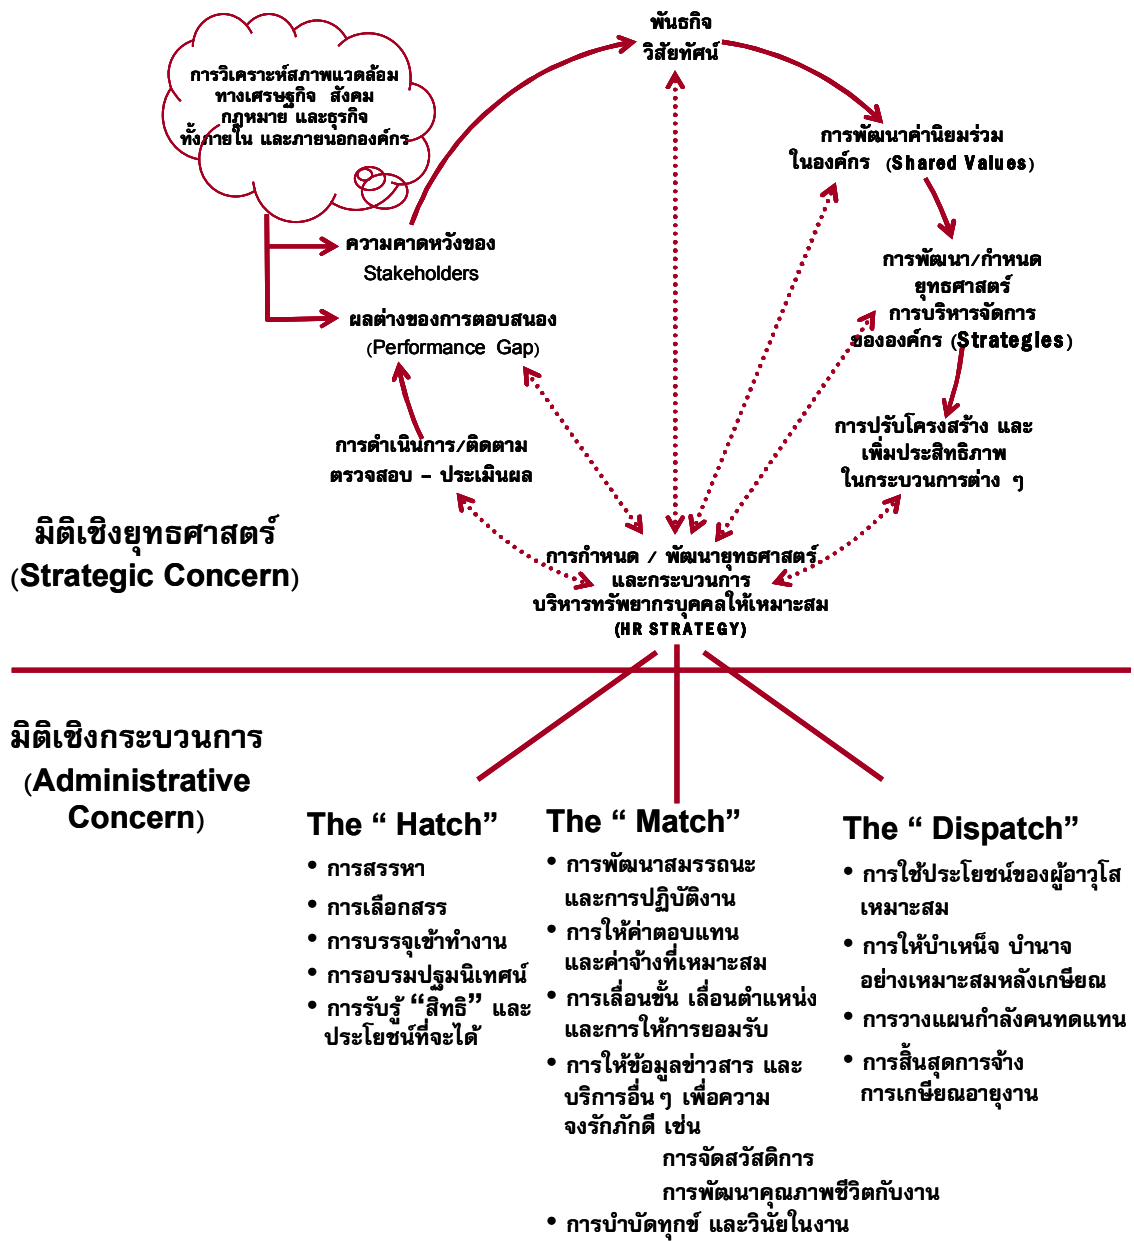 พันธกิจ
วิสัยทัศน์
การวิเคราะห์สภาพแวดล้อม
ทางเศรษฐกิจ สังคม
กฎหมาย และธุรกิจ
ทั้งภายใน และภายนอกองค์กร
การพัฒนาค่านิยมร่วม
ในองค์กร (Shared Values)
ความคาดหวังของ
Stakeholders
การพัฒนา/กำหนด
ยุทธศาสตร์
การบริหารจัดการ
ขององค์กร (Strategies)
ผลต่างของการตอบสนอง
(Performance Gap)
การปรับโครงสร้าง และ
เพิ่มประสิทธิภาพ
ในกระบวนการต่าง ๆ
การดำเนินการ/ติดตาม
ตรวจสอบ – ประเมินผล
มิติเชิงยุทธศาสตร์
(Strategic Concern)
การกำหนด / พัฒนายุทธศาสตร์
และกระบวนการ
บริหารทรัพยากรบุคคลให้เหมาะสม
(HR STRATEGY)
มิติเชิงกระบวนการ
(Administrative
Concern)
The “ Hatch”
• การสรรหา
• การเลือกสรร
• การบรรจุเข้าทำงาน
• การอบรมปฐมนิเทศน์
• การรับรู้ “สิทธิ” และ
ประโยชน์ที่จะได้
The “ Match”
• การพัฒนาสมรรถนะ
และการปฏิบัติงาน
• การให้ค่าตอบแทน
และค่าจ้างที่เหมาะสม
• การเลื่อนขั้น เลื่อนตำแหน่ง
และการให้การยอมรับ
• การให้ข้อมูลข่าวสาร และ
บริการอื่น ๆ เพื่อความ
จงรักภักดี เช่น
การจัดสวัสดิการ
การพัฒนาคุณภาพชีวิตกับงาน
• การบำบัดทุกข์ และวินัยในงาน
The “ Dispatch”
• การใช้ประโยชน์ของผู้อาวุโส
เหมาะสม
• การให้บำเหน็จ บำนาจ
อย่างเหมาะสมหลังเกษียณ
• การวางแผนกำลังคนทดแทน
• การสิ้นสุดการจ้าง
การเกษียณอายุงาน